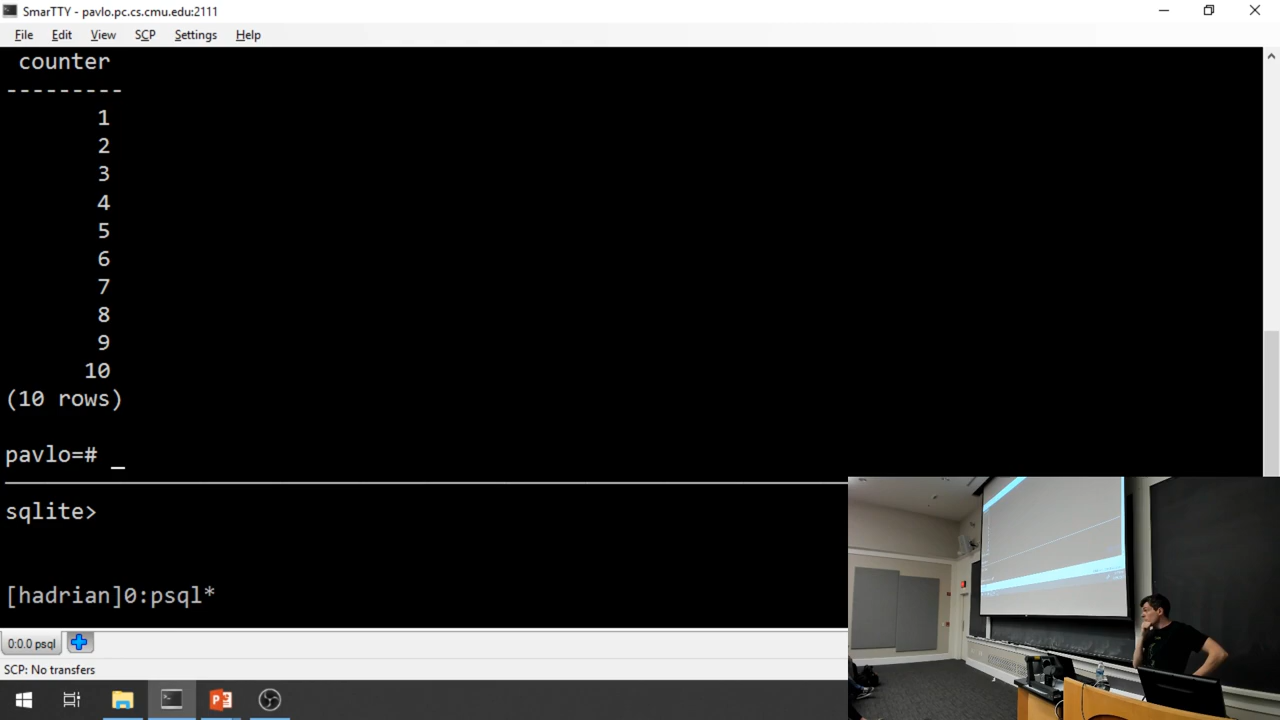 SmarTTY - pavlo.pc.cs.cmu.edu:2111
File Edit View SCP Settings Help
counter
---------
1
2
3
4
5
6
7
8
9
10
(10 rows)
pavlo=# _
sqlite>
[hadrian]0:psql*
0:0.0 psql
SCP: No transfers